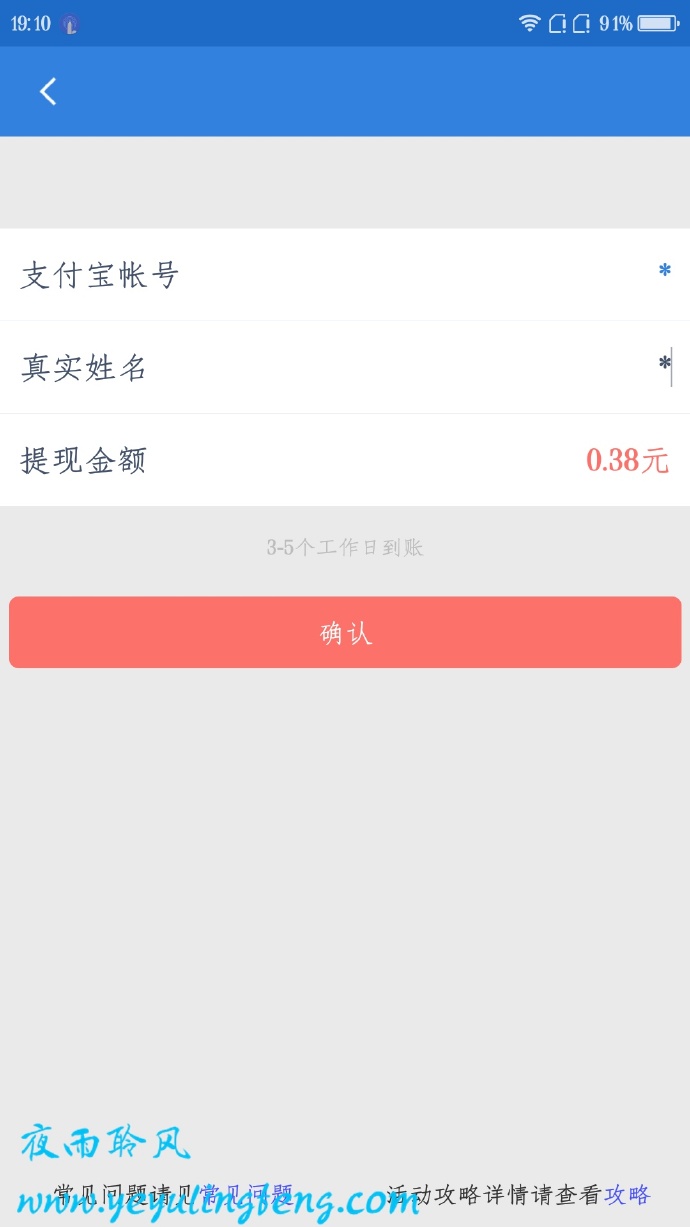 19:10 91%
支付宝帐号 *
真实姓名 *
提现金额 0.38元
3-5个工作日到账
确认
夜雨聆风
常见问题请见常见问题 活动攻略详情请查看攻略
www.yeyulingfeng.com